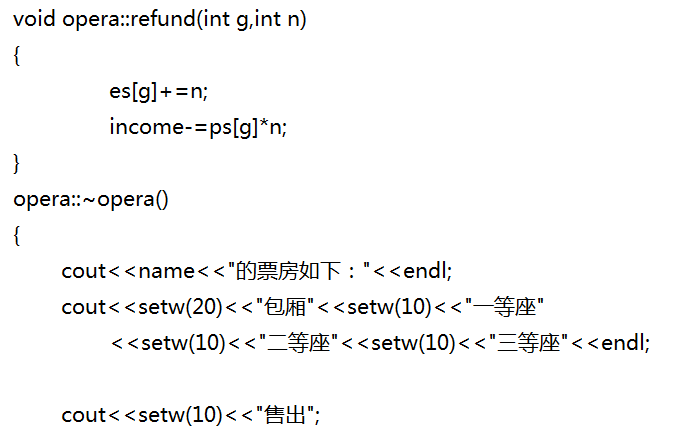 void opera::refund(int g,int n)
{
es[g]+=n;
income-=ps[g]*n;
}
opera::~opera()
{
cout<<name<<"的票房如下："<<endl;
cout<<setw(20)<<"包厢"<<setw(10)<<"一等座"
<<setw(10)<<"二等座"<<setw(10)<<"三等座"<<endl;
cout<<setw(10)<<"售出";